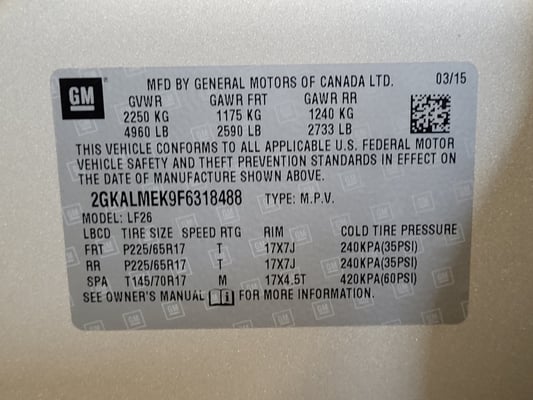 GM
MFD BY GENERAL MOTORS OF CANADA LTD. 03/15
GVWR GAWR FRT GAWR RR
2250 KG 1175 KG 1240 KG
4960 LB 2590 LB 2733 LB
THIS VEHICLE CONFORMS TO ALL APPLICABLE U.S. FEDERAL MOTOR
VEHICLE SAFETY AND THEFT PREVENTION STANDARDS IN EFFECT ON
THE DATE OF MANUFACTURE SHOWN ABOVE.
2GKALMEK9F6318488 TYPE: M.P.V.
MODEL: LF26
LBCD TIRE SIZE SPEED RTG RIM COLD TIRE PRESSURE
FRT P225/65R17 T 17X7J 240KPA(35PSI)
RR P225/65R17 T 17X7J 240KPA(35PSI)
SPA T145/70R17 M 17X4.5T 420KPA(60PSI)
SEE OWNER'S MANUAL FOR MORE INFORMATION.